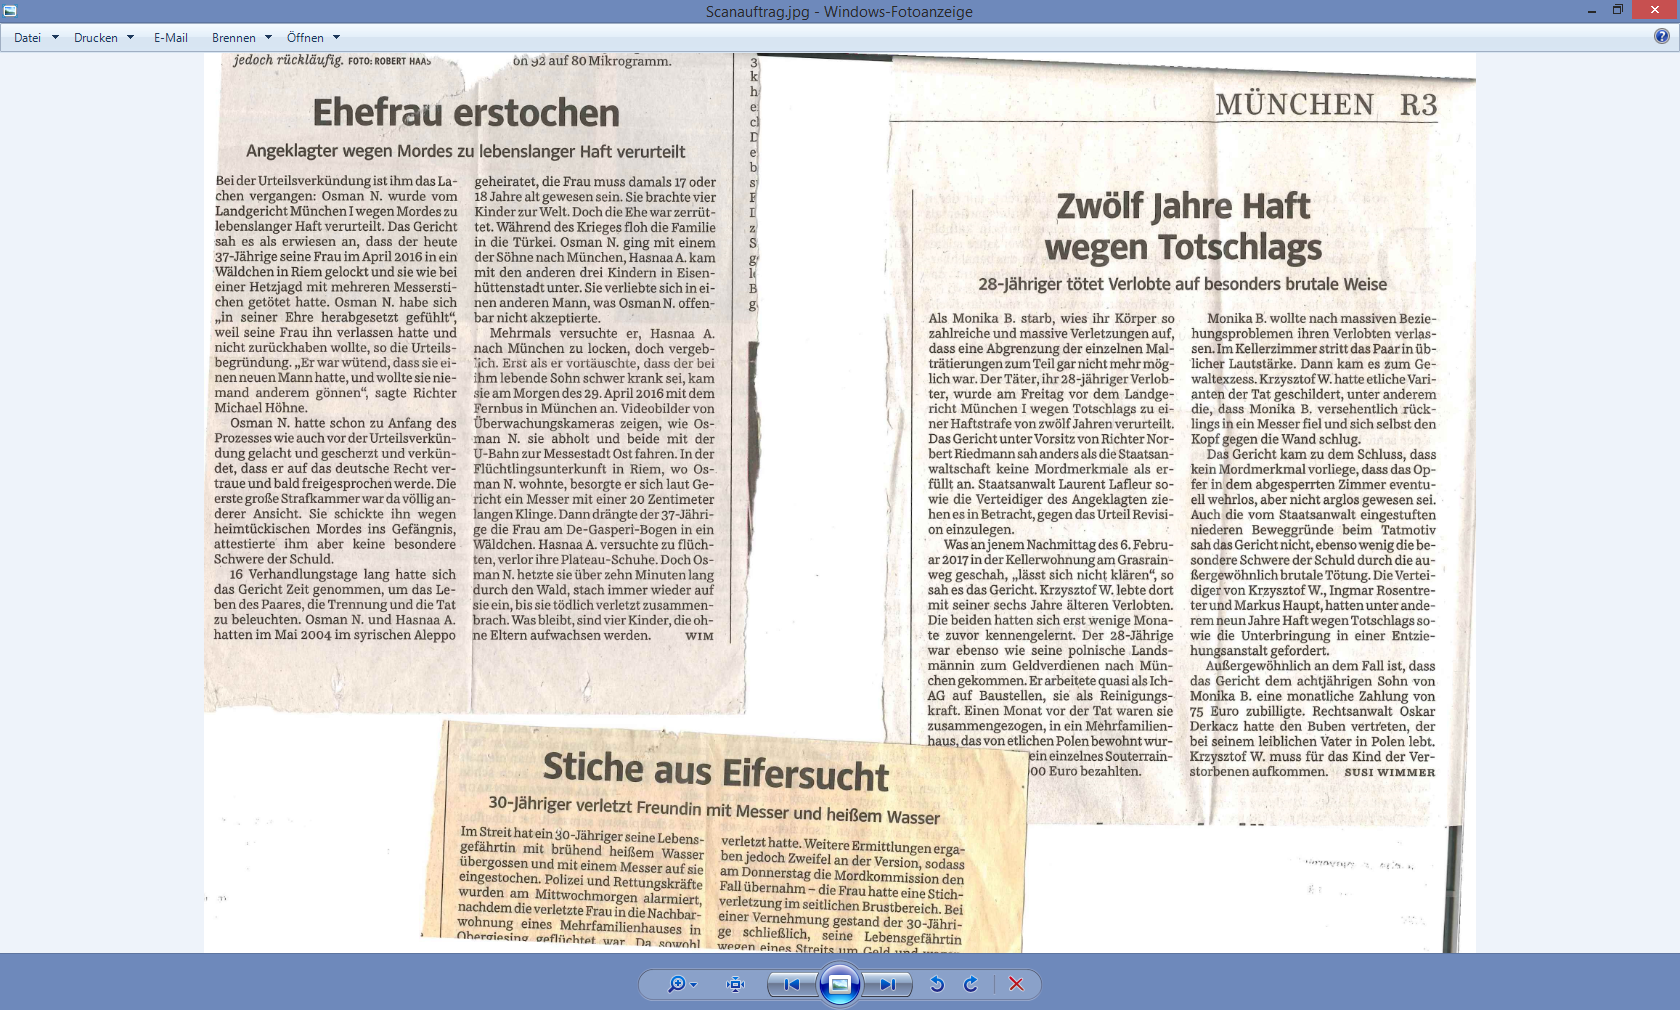 Scanauftrag.jpg - Windows-Fotoanzeige
Datei
Drucken
E-Mail
Brennen
Öffnen
jedoch rückläufig. FOTO: ROBERT HAAS
on 92 auf 80 Mikrogramm.
Ehefrau erstochen
Angeklagter wegen Mordes zu lebenslanger Haft verurteilt
Bei der Urteilsverkündung ist ihm das La-
chen vergangen: Osman N. wurde vom
Landgericht München I wegen Mordes zu
lebenslanger Haft verurteilt. Das Gericht
sah es als erwiesen an, dass der heute
37-Jährige seine Frau im April 2016 in ein
Wäldchen in Riem gelockt und sie wie bei
einer Hetzjagd mit mehreren Messersti-
chen getötet hatte. Osman N. habe sich
„in seiner Ehre herabgesetzt gefühlt“,
weil seine Frau ihn verlassen hatte und
nicht zurückhaben wollte, so die Urteils-
begründung. „Er war wütend, dass sie ei-
nen neuen Mann hatte, und wollte sie nie-
mand anderem gönnen“, sagte Richter
Michael Höhne.
Osman N. hatte schon zu Anfang des
Prozesses wie auch vor der Urteilsverkün-
dung gelacht und gescherzt und verkün-
det, dass er auf das deutsche Recht ver-
traue und bald freigesprochen werde. Die
erste große Strafkammer war da völlig an-
derer Ansicht. Sie schickte ihn wegen
heimtückischen Mordes ins Gefängnis,
attestierte ihm aber keine besondere
Schwere der Schuld.
16 Verhandlungstage lang hatte sich
das Gericht Zeit genommen, um das Le-
ben des Paares, die Trennung und die Tat
zu beleuchten. Osman N. und Hasnaa A.
hatten im Mai 2004 im syrischen Aleppo
geheiratet, die Frau muss damals 17 oder
18 Jahre alt gewesen sein. Sie brachte vier
Kinder zur Welt. Doch die Ehe war zerrüt-
tet. Während des Krieges floh die Familie
in die Türkei. Osman N. ging mit einem
der Söhne nach München, Hasnaa A. kam
mit den anderen drei Kindern in Eisen-
hüttenstadt unter. Sie verliebte sich in ei-
nen anderen Mann, was Osman N. offen-
bar nicht akzeptierte.
Mehrmals versuchte er, Hasnaa A.
nach München zu locken, doch vergeb-
lich. Erst als er vortäuschte, dass der bei
ihm lebende Sohn schwer krank sei, kam
sie am Morgen des 29. April 2016 mit dem
Fernbus in München an. Videobilder von
Überwachungskameras zeigen, wie Os-
man N. sie abholt und beide mit der
U-Bahn zur Messestadt Ost fahren. In der
Flüchtlingsunterkunft in Riem, wo Os-
man N. wohnte, besorgte er sich laut Ge-
richt ein Messer mit einer 20 Zentimeter
langen Klinge. Dann drängte der 37-Jähri-
ge die Frau am De-Gasperi-Bogen in ein
Wäldchen. Hasnaa A. versuchte zu flüch-
ten, verlor ihre Plateau-Schuhe. Doch Os-
man N. hetzte sie über zehn Minuten lang
durch den Wald, stach immer wieder auf
sie ein, bis sie tödlich verletzt zusammen-
brach. Was bleibt, sind vier Kinder, die oh-
ne Eltern aufwachsen werden. WIM
MÜNCHEN R3
Zwölf Jahre Haft
wegen Totschlags
28-Jähriger tötet Verlobte auf besonders brutale Weise
Als Monika B. starb, wies ihr Körper so
zahlreiche und massive Verletzungen auf,
dass eine Abgrenzung der einzelnen Mal-
trätierungen zum Teil gar nicht mehr mög-
lich war. Der Täter, ihr 28-jähriger Verlob-
ter, wurde am Freitag vor dem Landge-
richt München I wegen Totschlags zu ei-
ner Haftstrafe von zwölf Jahren verurteilt.
Das Gericht unter Vorsitz von Richter Nor-
bert Riedmann sah anders als die Staatsan-
waltschaft keine Mordmerkmale als er-
füllt an. Staatsanwalt Laurent Lafleur so-
wie die Verteidiger des Angeklagten zie-
hen es in Betracht, gegen das Urteil Revisi-
on einzulegen.
Was an jenem Nachmittag des 6. Febru-
ar 2017 in der Kellerwohnung am Grasrain-
weg geschah, „lässt sich nicht klären“, so
sah es das Gericht. Krzysztof W. lebte dort
mit seiner sechs Jahre älteren Verlobten.
Die beiden hatten sich erst wenige Mona-
te zuvor kennengelernt. Der 28-Jährige
war ebenso wie seine polnische Lands-
männin zum Geldverdienen nach Mün-
chen gekommen. Er arbeitete quasi als Ich-
AG auf Baustellen, sie als Reinigungs-
kraft. Einen Monat vor der Tat waren sie
zusammengezogen, in ein Mehrfamilien-
haus, das von etlichen Polen bewohnt wur-
ein einzelnes Souterrain-
00 Euro bezahlten.
Monika B. wollte nach massiven Bezie-
hungsproblemen ihren Verlobten verlas-
sen. Im Kellerzimmer stritt das Paar in üb-
licher Lautstärke. Dann kam es zum Ge-
waltexzess. Krzysztof W. hatte etliche Vari-
anten der Tat geschildert, unter anderem
die, dass Monika B. versehentlich rück-
lings in ein Messer fiel und sich selbst den
Kopf gegen die Wand schlug.
Das Gericht kam zu dem Schluss, dass
kein Mordmerkmal vorliege, dass das Op-
fer in dem abgesperrten Zimmer eventu-
ell wehrlos, aber nicht arglos gewesen sei.
Auch die vom Staatsanwalt eingestuften
niederen Beweggründe beim Tatmotiv
sah das Gericht nicht, ebenso wenig die be-
sondere Schwere der Schuld durch die au-
ßergewöhnlich brutale Tötung. Die Vertei-
diger von Krzysztof W., Ingmar Rosentre-
ter und Markus Haupt, hatten unter ande-
rem neun Jahre Haft wegen Totschlags so-
wie die Unterbringung in einer Entzie-
hungsanstalt gefordert.
Außergewöhnlich an dem Fall ist, dass
das Gericht dem achtjährigen Sohn von
Monika B. eine monatliche Zahlung von
75 Euro zubilligte. Rechtsanwalt Oskar
Derkacz hatte den Buben vertreten, der
bei seinem leiblichen Vater in Polen lebt.
Krzysztof W. muss für das Kind der Ver-
storbenen aufkommen. SUSI WIMMER
Stiche aus Eifersucht
30-Jähriger verletzt Freundin mit Messer und heißem Wasser
Im Streit hat ein 30-Jähriger seine Lebens-
gefährtin mit brühend heißem Wasser
übergossen und mit einem Messer auf sie
eingestochen. Polizei und Rettungskräfte
wurden am Mittwochmorgen alarmiert,
nachdem die verletzte Frau in die Nachbar-
wohnung eines Mehrfamilienhauses in
Obergiesing geflüchtet war. Da sowohl
verletzt hatte. Weitere Ermittlungen erga-
ben jedoch Zweifel an der Version, sodass
am Donnerstag die Mordkommission den
Fall übernahm – die Frau hatte eine Stich-
verletzung im seitlichen Brustbereich. Bei
einer Vernehmung gestand der 30-Jähri-
ge schließlich, seine Lebensgefährtin
wegen eines Streits um Geld und wegen